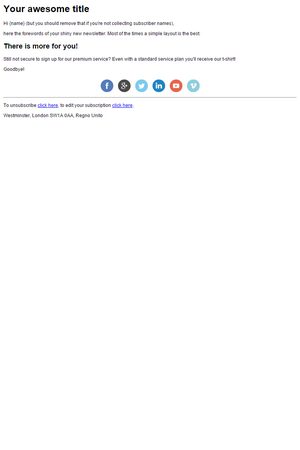 Your awesome title
Hi {name} (but you should remove that if you're not collecting subscriber names),
here the forewords of your shiny new newsletter. Most of the times a simple layout is the best.
There is more for you!
Still not secure to sign up for our premium service? Even with a standard service plan you'll receive our t-shirt!
Goodbye!
To unsubscribe click here, to edit your subscription click here.
Westminster, London SW1A 0AA, Regno Unito